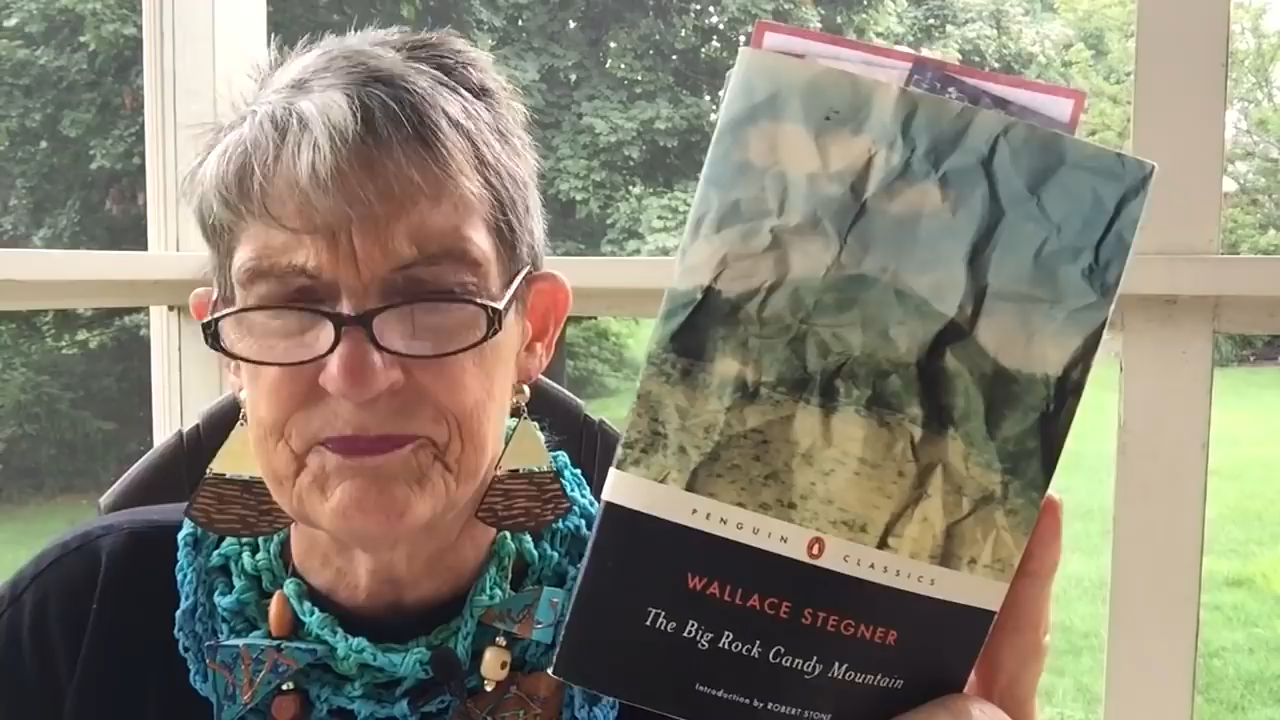 PENGUIN CLASSICS
WALLACE STEGNER
The Big Rock Candy Mountain
Introduction by ROBERT STONE